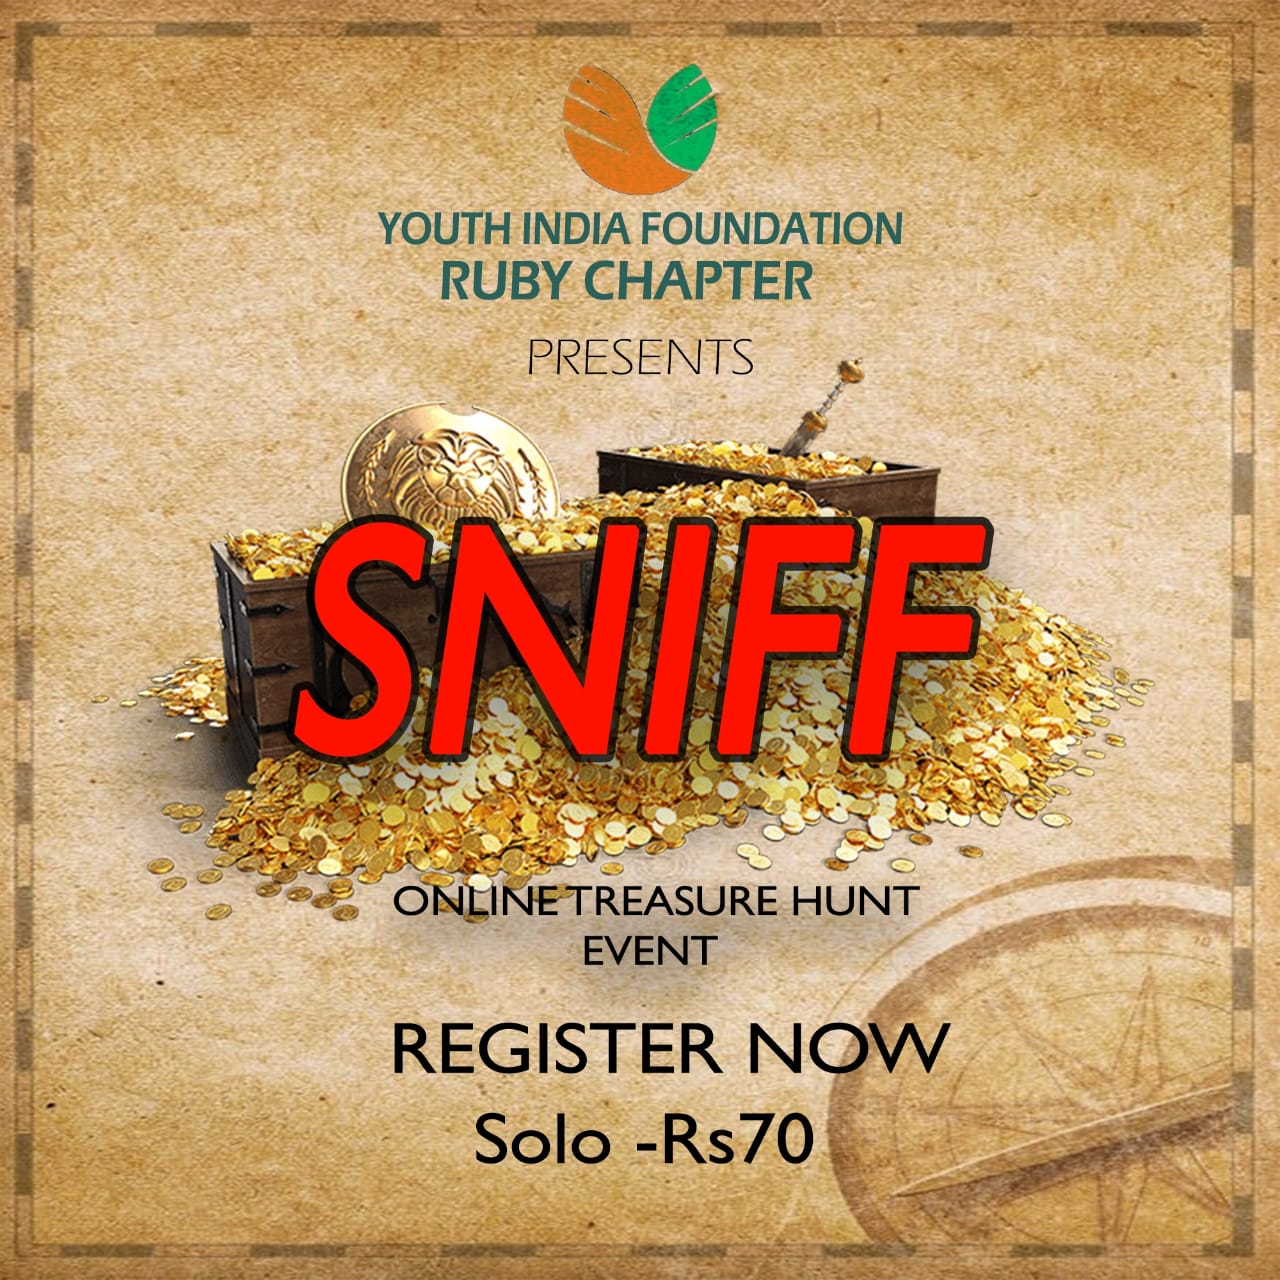 YOUTH INDIA FOUNDATION
RUBY CHAPTER
PRESENTS
SNIFF
ONLINE TREASURE HUNT
EVENT
REGISTER NOW
Solo -Rs70